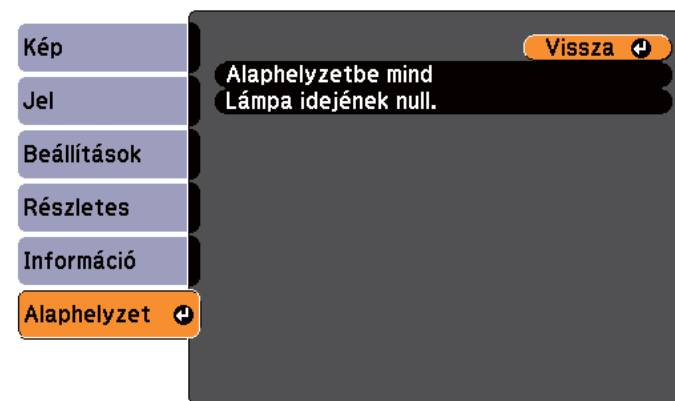 Kép
Jel
Beállítások
Részletes
Információ
Alaphelyzet
Vissza
Alaphelyzetbe mind
Lámpa idejének null.